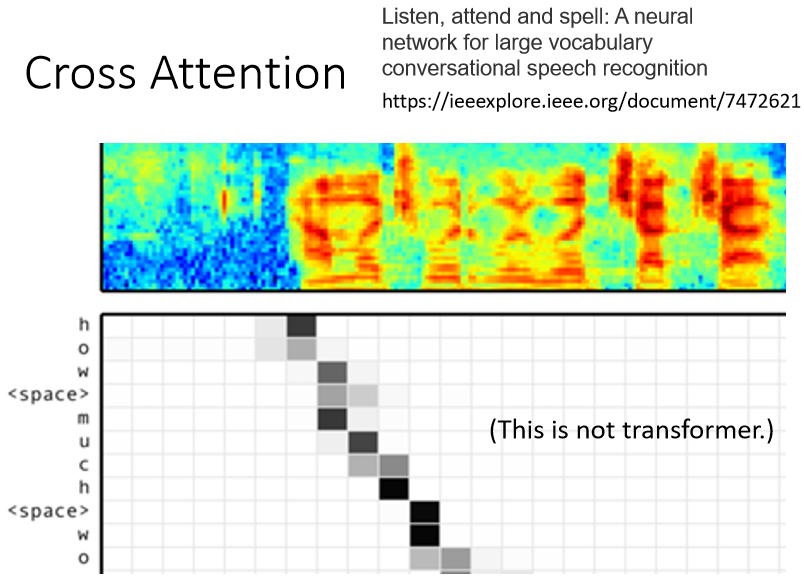 Cross Attention
Listen, attend and spell: A neural
network for large vocabulary
conversational speech recognition
https://ieeexplore.ieee.org/document/7472621
h
o
w
<space>
m
u
c
h
<space>
w
o
(This is not transformer.)